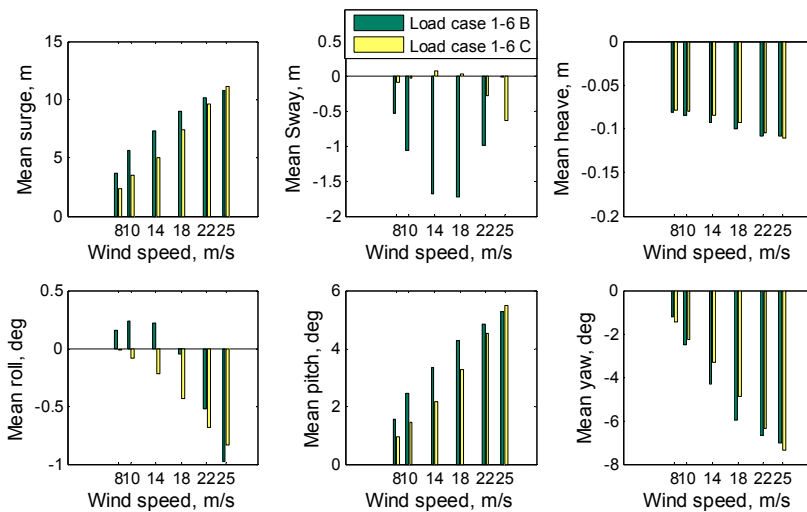 Load case 1-6 B
Load case 1-6 C
Mean surge, m
15
10
5
0
810 14 18 2225
Wind speed, m/s
Mean Sway, m
0.5
0
-0.5
-1
-1.5
-2
810 14 18 2225
Wind speed, m/s
Mean heave, m
0
-0.05
-0.1
-0.15
-0.2
810 14 18 2225
Wind speed, m/s
Mean roll, deg
0.5
0
-0.5
-1
810 14 18 2225
Wind speed, m/s
Mean pitch, deg
6
4
2
0
810 14 18 2225
Wind speed, m/s
Mean yaw, deg
0
-2
-4
-6
-8
810 14 18 2225
Wind speed, m/s